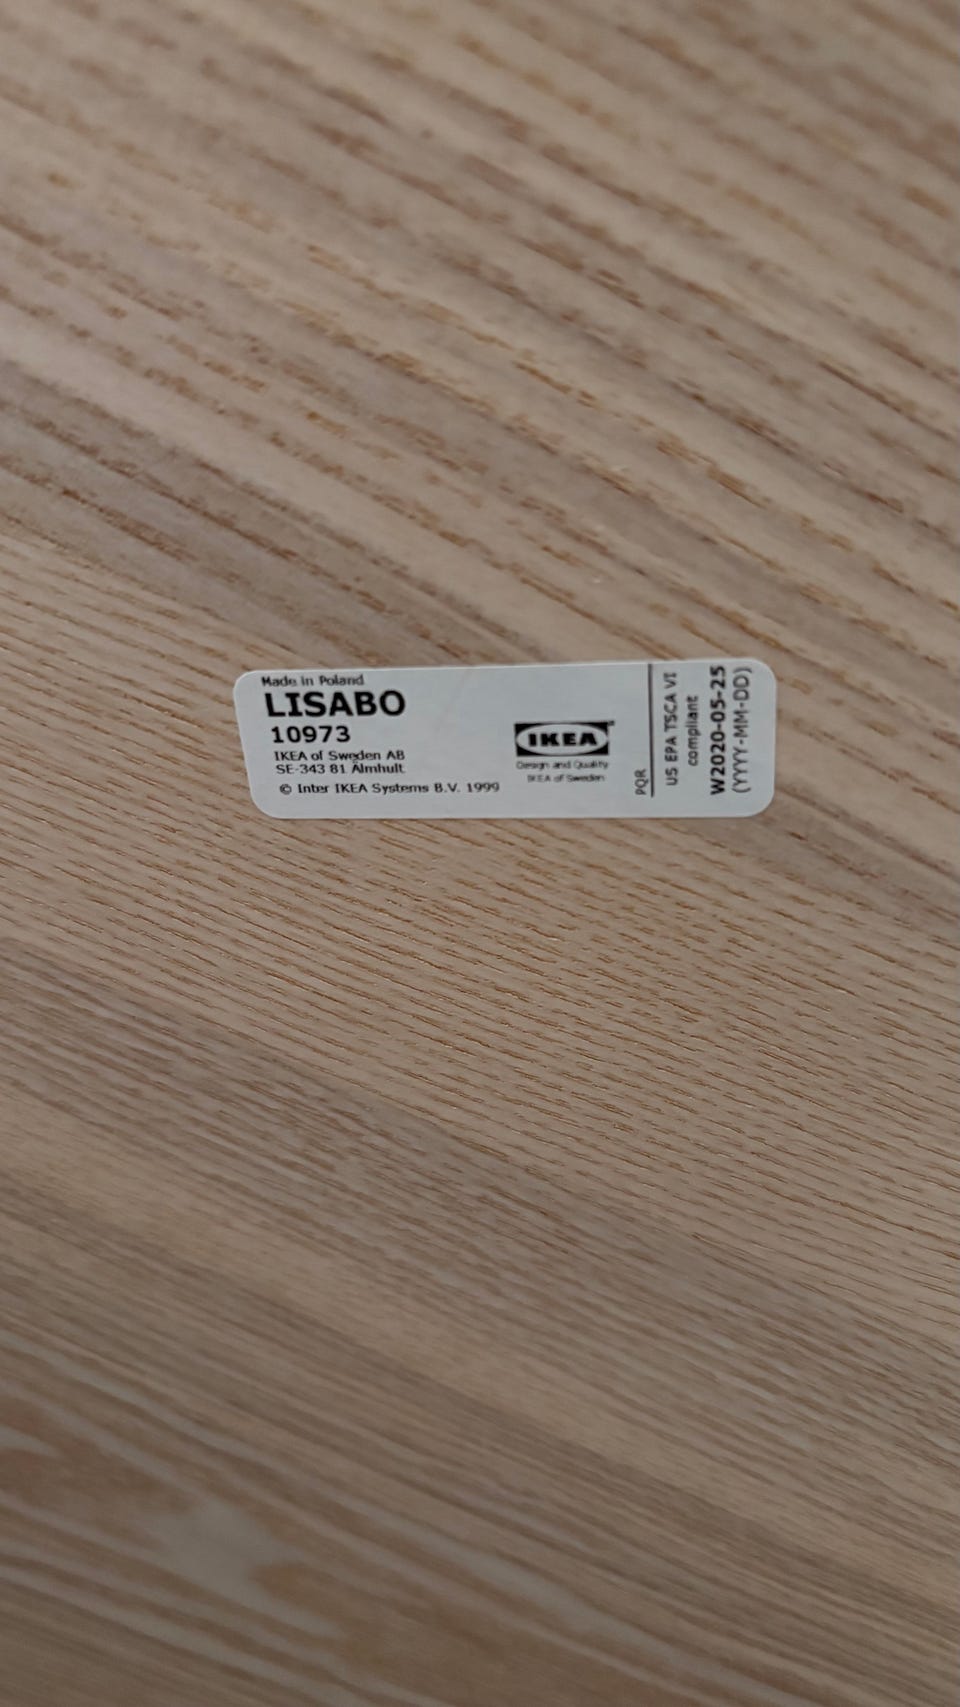 Made in Poland
LISABO
10973
IKEA of Sweden AB
SE-343 81 Älmhult
© Inter IKEA Systems B.V. 1999
IKEA
Design and Quality
IKEA of Sweden
PQR
US EPA TSCA VI
compliant
W2020-05-25
(YYYY-MM-DD)